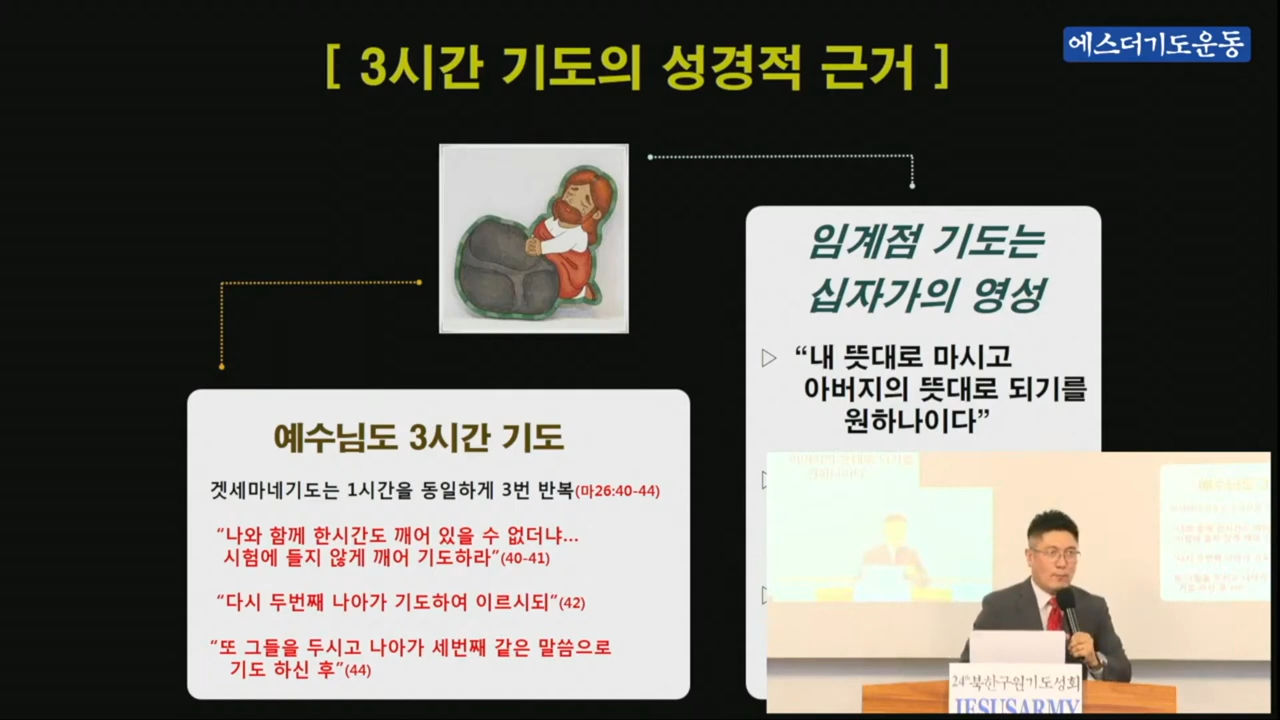 [ 3시간 기도의 성경적 근거 ]
에스더기도운동
임계점 기도는
십자가의 영성
“내 뜻대로 마시고
아버지의 뜻대로 되기를
원하나이다”
예수님도 3시간 기도
겟세마네기도는 1시간을 동일하게 3번 반복(마26:40-44)
“나와 함께 한시간도 깨어 있을 수 없더냐...
시험에 들지 않게 깨어 기도하라”(40-41)
“다시 두번째 나아가 기도하여 이르시되”(42)
“또 그들을 두시고 나아가 세번째 같은 말씀으로
기도 하신 후”(44)
24th북한구원기도성회
JESUSARMY